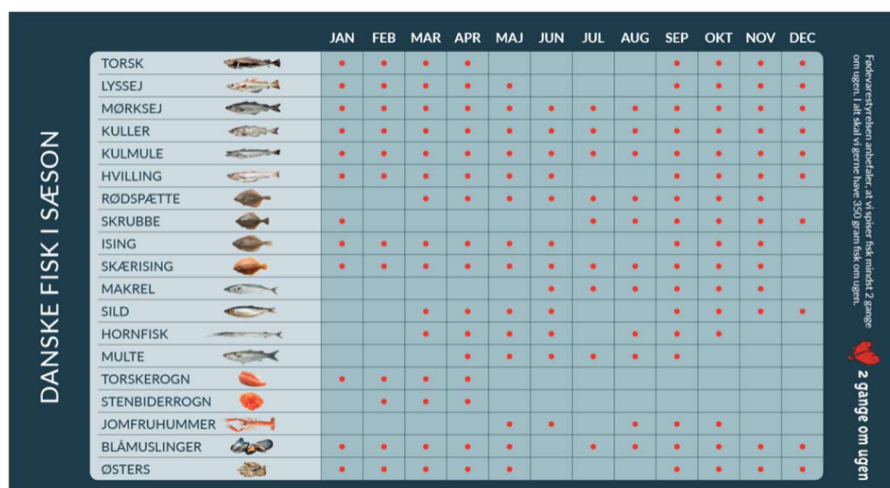 DANSKE FISK I SÆSON
JAN FEB MAR APR MAJ JUN JUL AUG SEP OKT NOV DEC
TORSK
LYSSEJ
MØRKSEJ
KULLER
KULMULE
HVILLING
RØDSPÆTTE
SKRUBBE
ISING
SKÆRISING
MAKREL
SILD
HORNFISK
MULTE
TORSKEROGN
STENBIDERROGN
JOMFRUHUMMER
BLÅMUSLINGER
ØSTERS
Fødevarestyrelsen anbefaler, at vi spiser fisk mindst 2 gange
om ugen. I alt skal vi gerne have 350 gram fisk om ugen.
2 gange om ugen